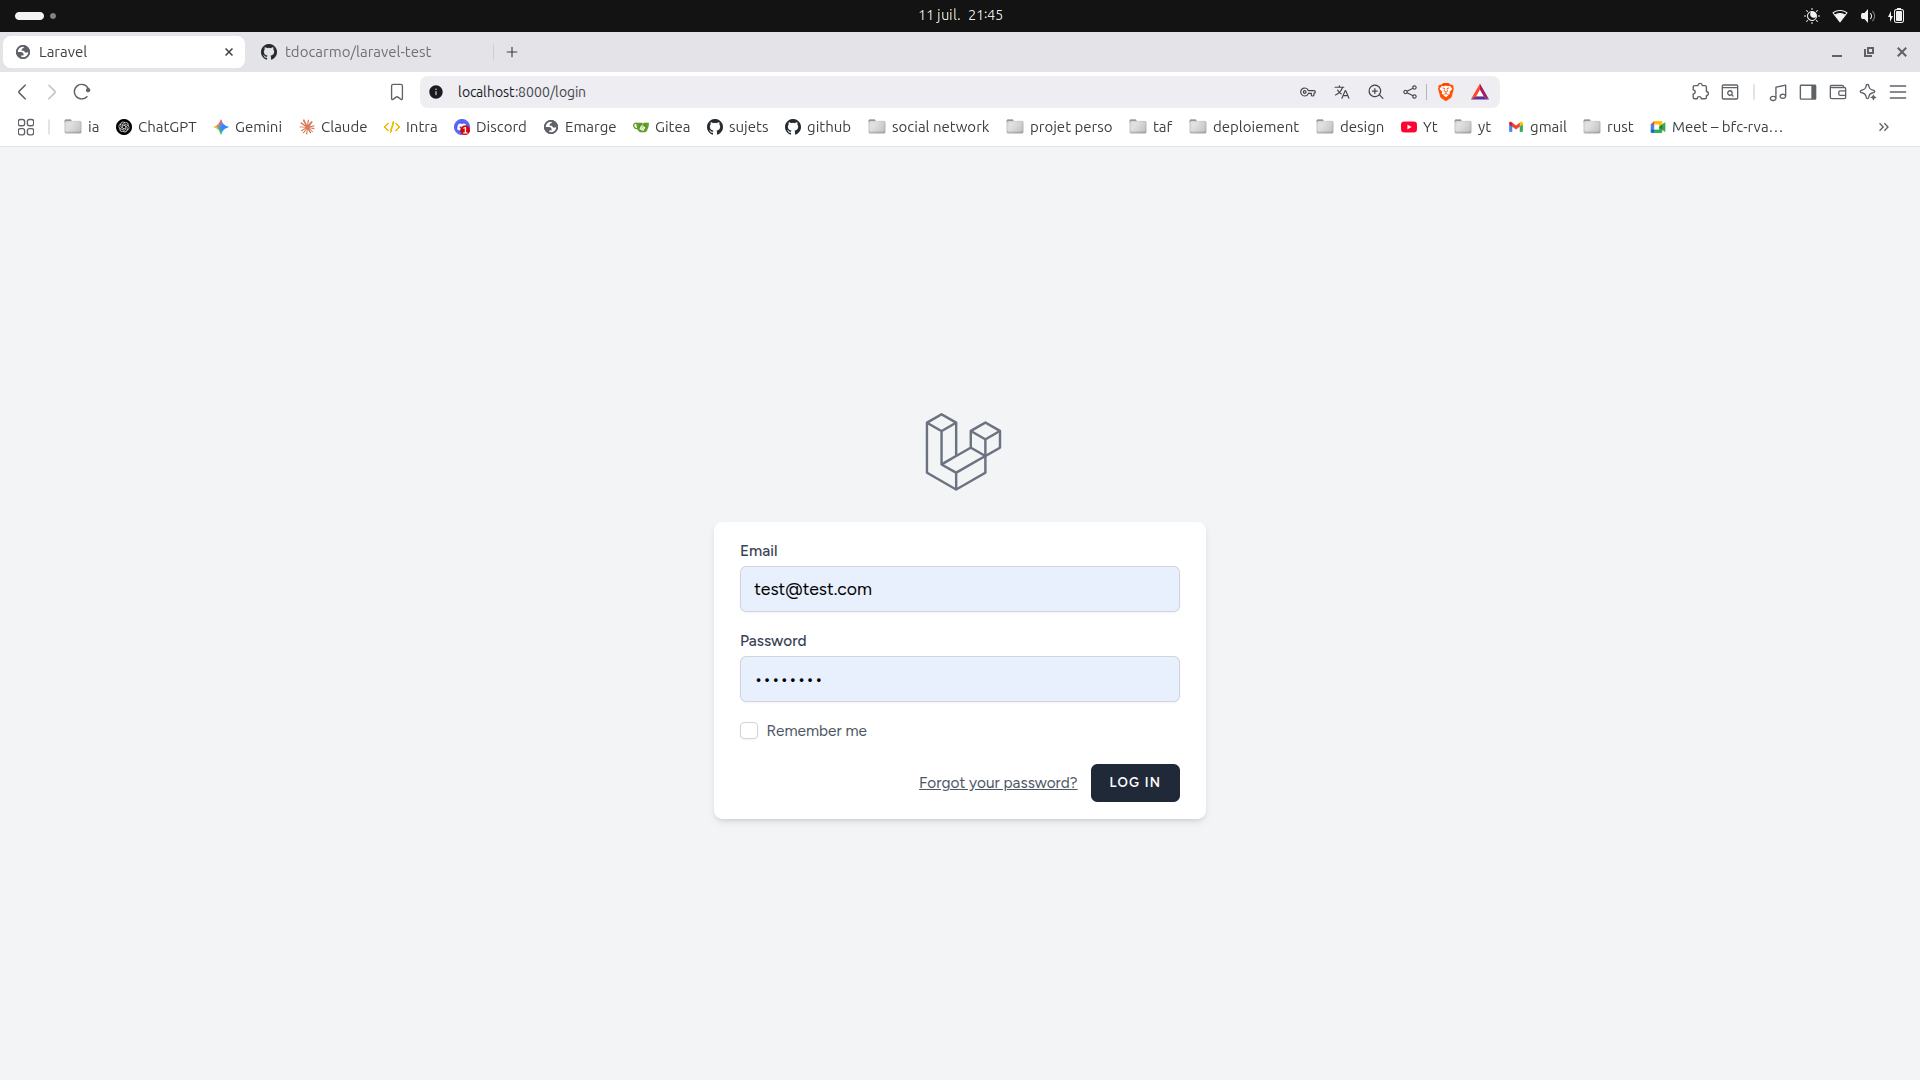 11 juil. 21:45
Laravel
tdocarmo/laravel-test
localhost:8000/login
ia ChatGPT Gemini Claude Intra Discord Emarge Gitea sujets github social network projet perso taf deploiement design Yt yt gmail rust Meet – bfc-rva…
Email
test@test.com
Password
••••••••
Remember me
Forgot your password? LOG IN